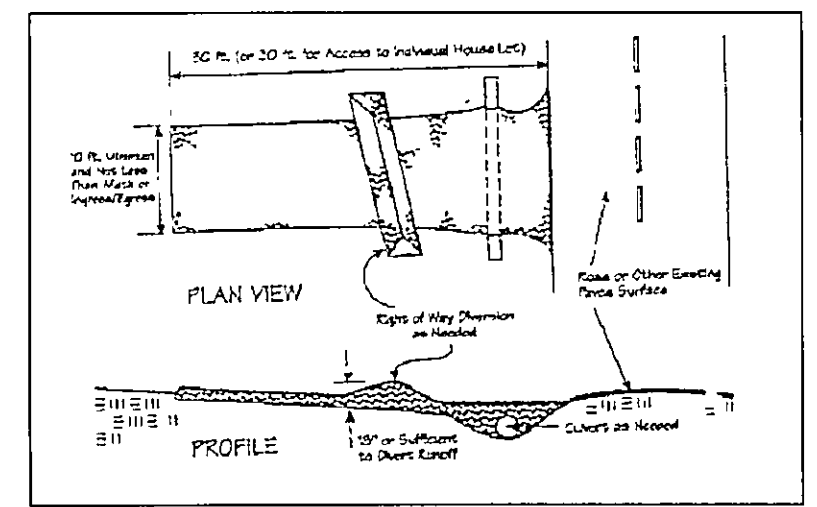 ft. (or ft. for Access to Individual House Lot)
10 ft. Minimum
and Not Less
Than Width of
Ingress/Egress
PLAN VIEW
Road or Other Existing
Paved Surface
Right of Way Diversion
as Needed
PROFILE
or Sufficient
to Divert Runoff
Culvert as Needed